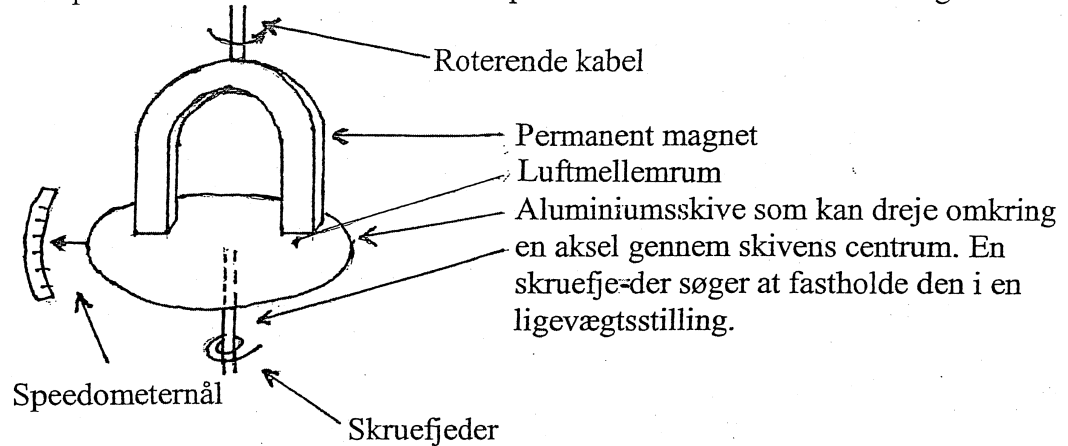 Roterende kabel
Permanent magnet
Luftmellemrum
Aluminiumsskive som kan dreje omkring
en aksel gennem skivens centrum. En
skruefje-der søger at fastholde den i en
ligevægtsstilling.
Speedometernål
Skruefjeder